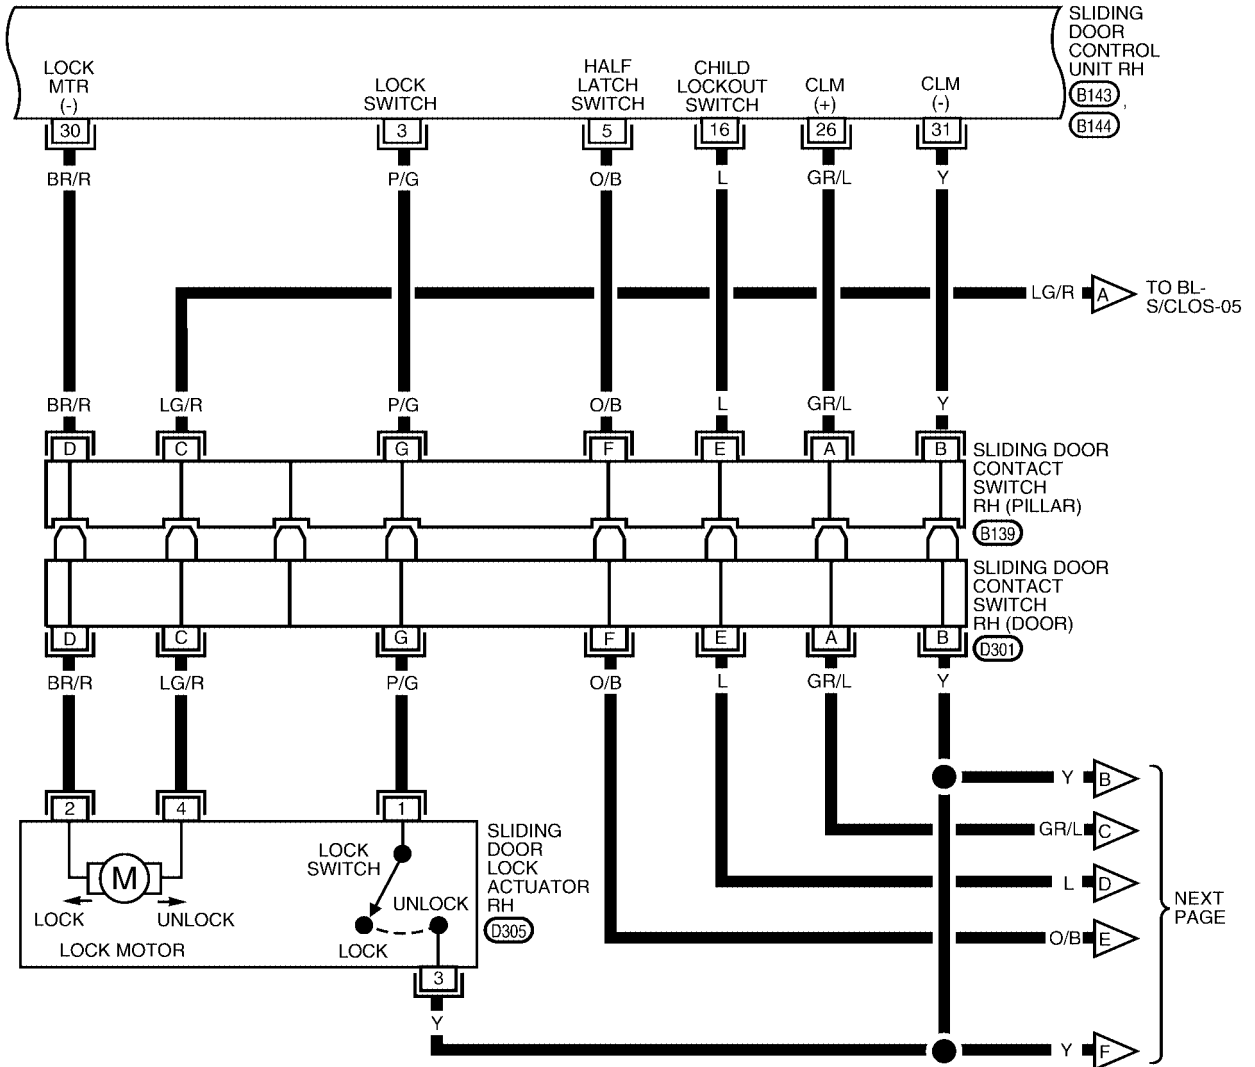 SLIDING
DOOR
CONTROL
UNIT RH
B143 ,
B144
LOCK
MTR
(-)
LOCK
SWITCH
HALF
LATCH
SWITCH
CHILD
LOCKOUT
SWITCH
CLM
(+)
CLM
(-)
30 3 5 16 26 31
BR/R P/G O/B L GR/L Y
LG/R A TO BL-
S/CLOS-05
BR/R LG/R P/G O/B L GR/L Y
D C G F E A B
SLIDING DOOR
CONTACT
SWITCH
RH (PILLAR)
B139
SLIDING DOOR
CONTACT
SWITCH
RH (DOOR)
D301
D C G F E A B
BR/R LG/R P/G O/B L GR/L Y
2 4 1
SLIDING
DOOR
LOCK
ACTUATOR
RH
D305
M
LOCK UNLOCK
LOCK MOTOR
LOCK
SWITCH
UNLOCK
LOCK
3
Y
Y B
GR/L C
L D
O/B E
Y F
NEXT
PAGE